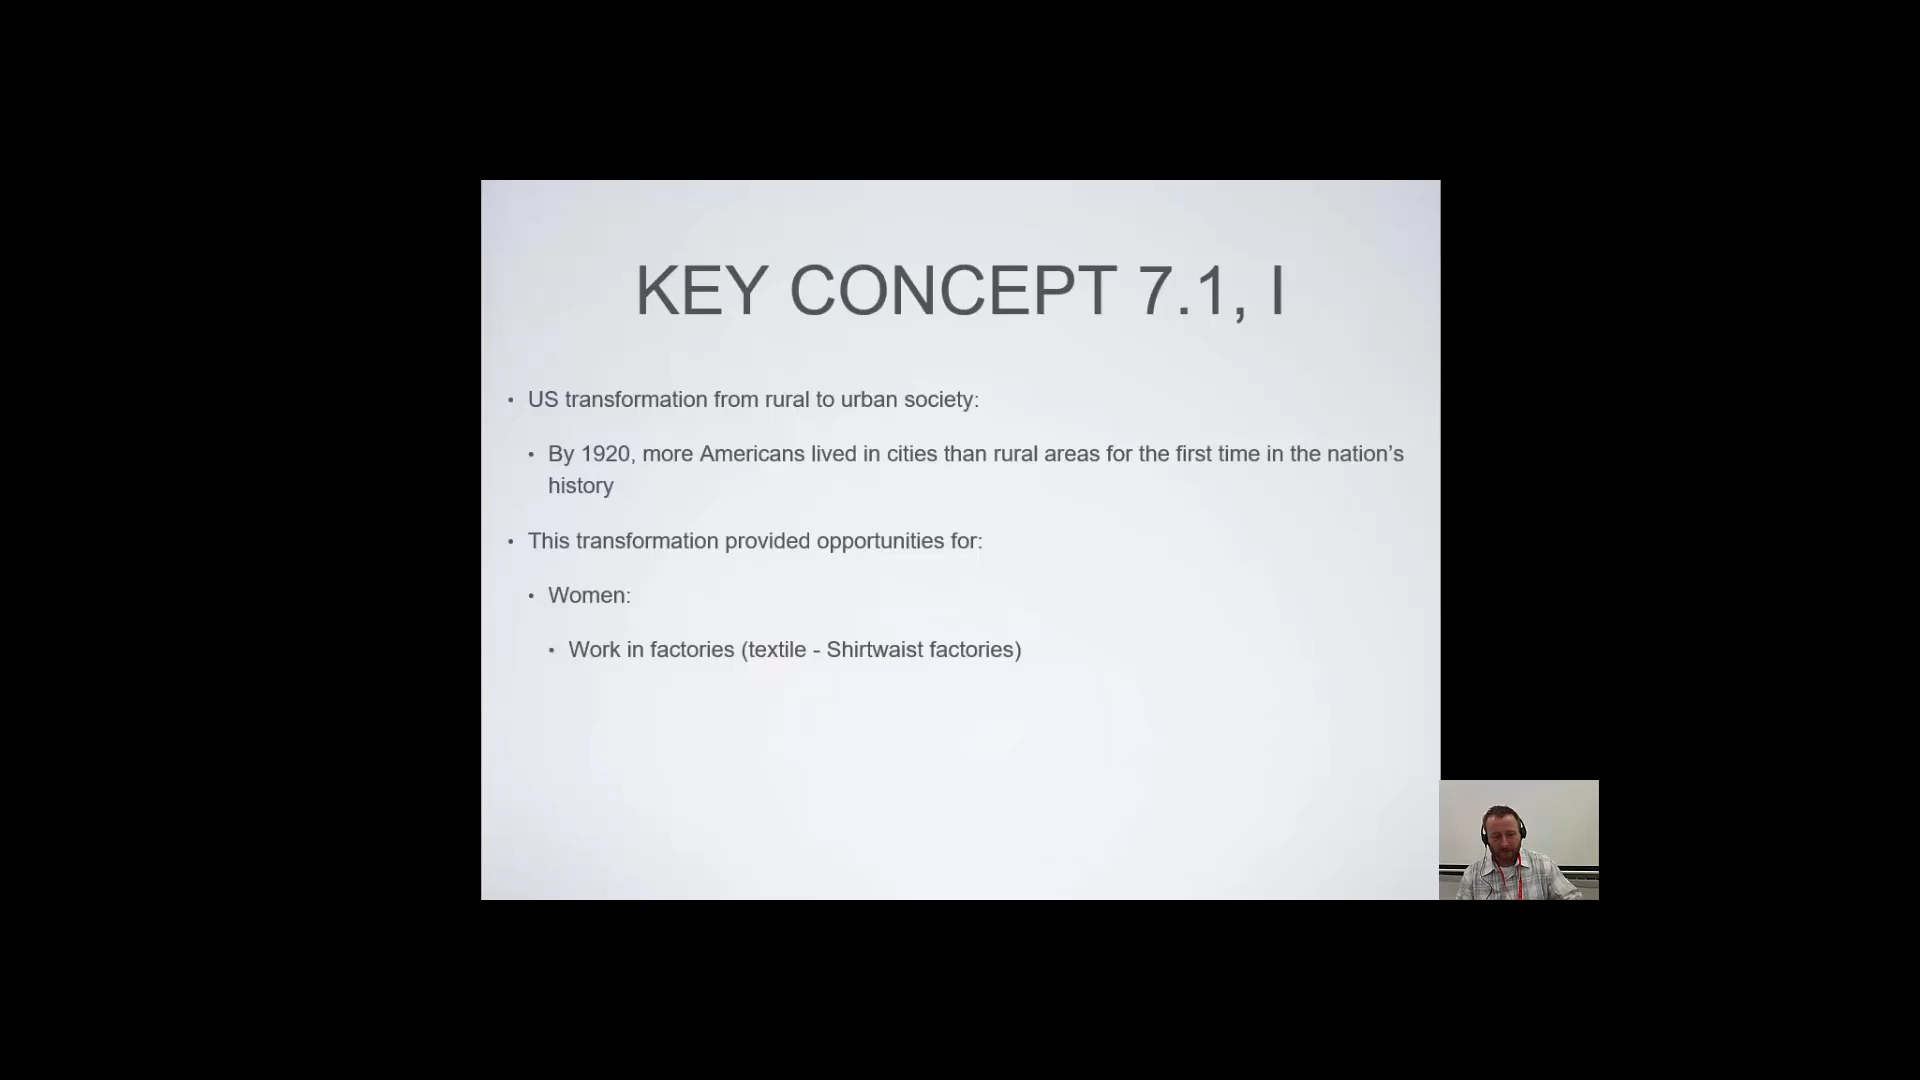 KEY CONCEPT 7.1, I
• US transformation from rural to urban society:
• By 1920, more Americans lived in cities than rural areas for the first time in the nation’s
history
• This transformation provided opportunities for:
• Women:
• Work in factories (textile - Shirtwaist factories)